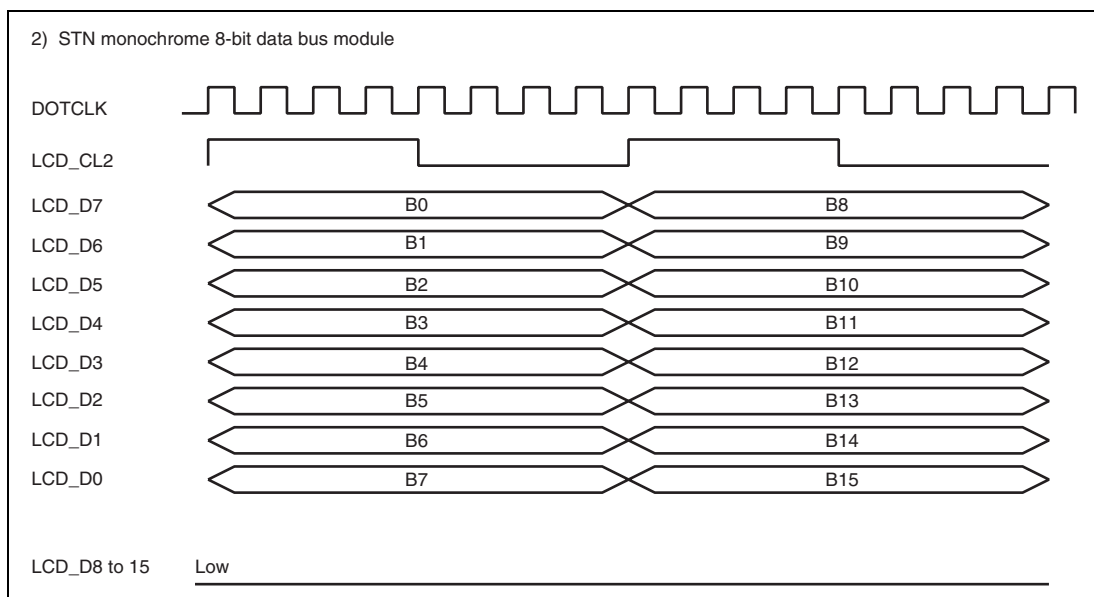 2) STN monochrome 8-bit data bus module
DOTCLK
LCD_CL2
LCD_D7 B0 B8
LCD_D6 B1 B9
LCD_D5 B2 B10
LCD_D4 B3 B11
LCD_D3 B4 B12
LCD_D2 B5 B13
LCD_D1 B6 B14
LCD_D0 B7 B15
LCD_D8 to 15 Low